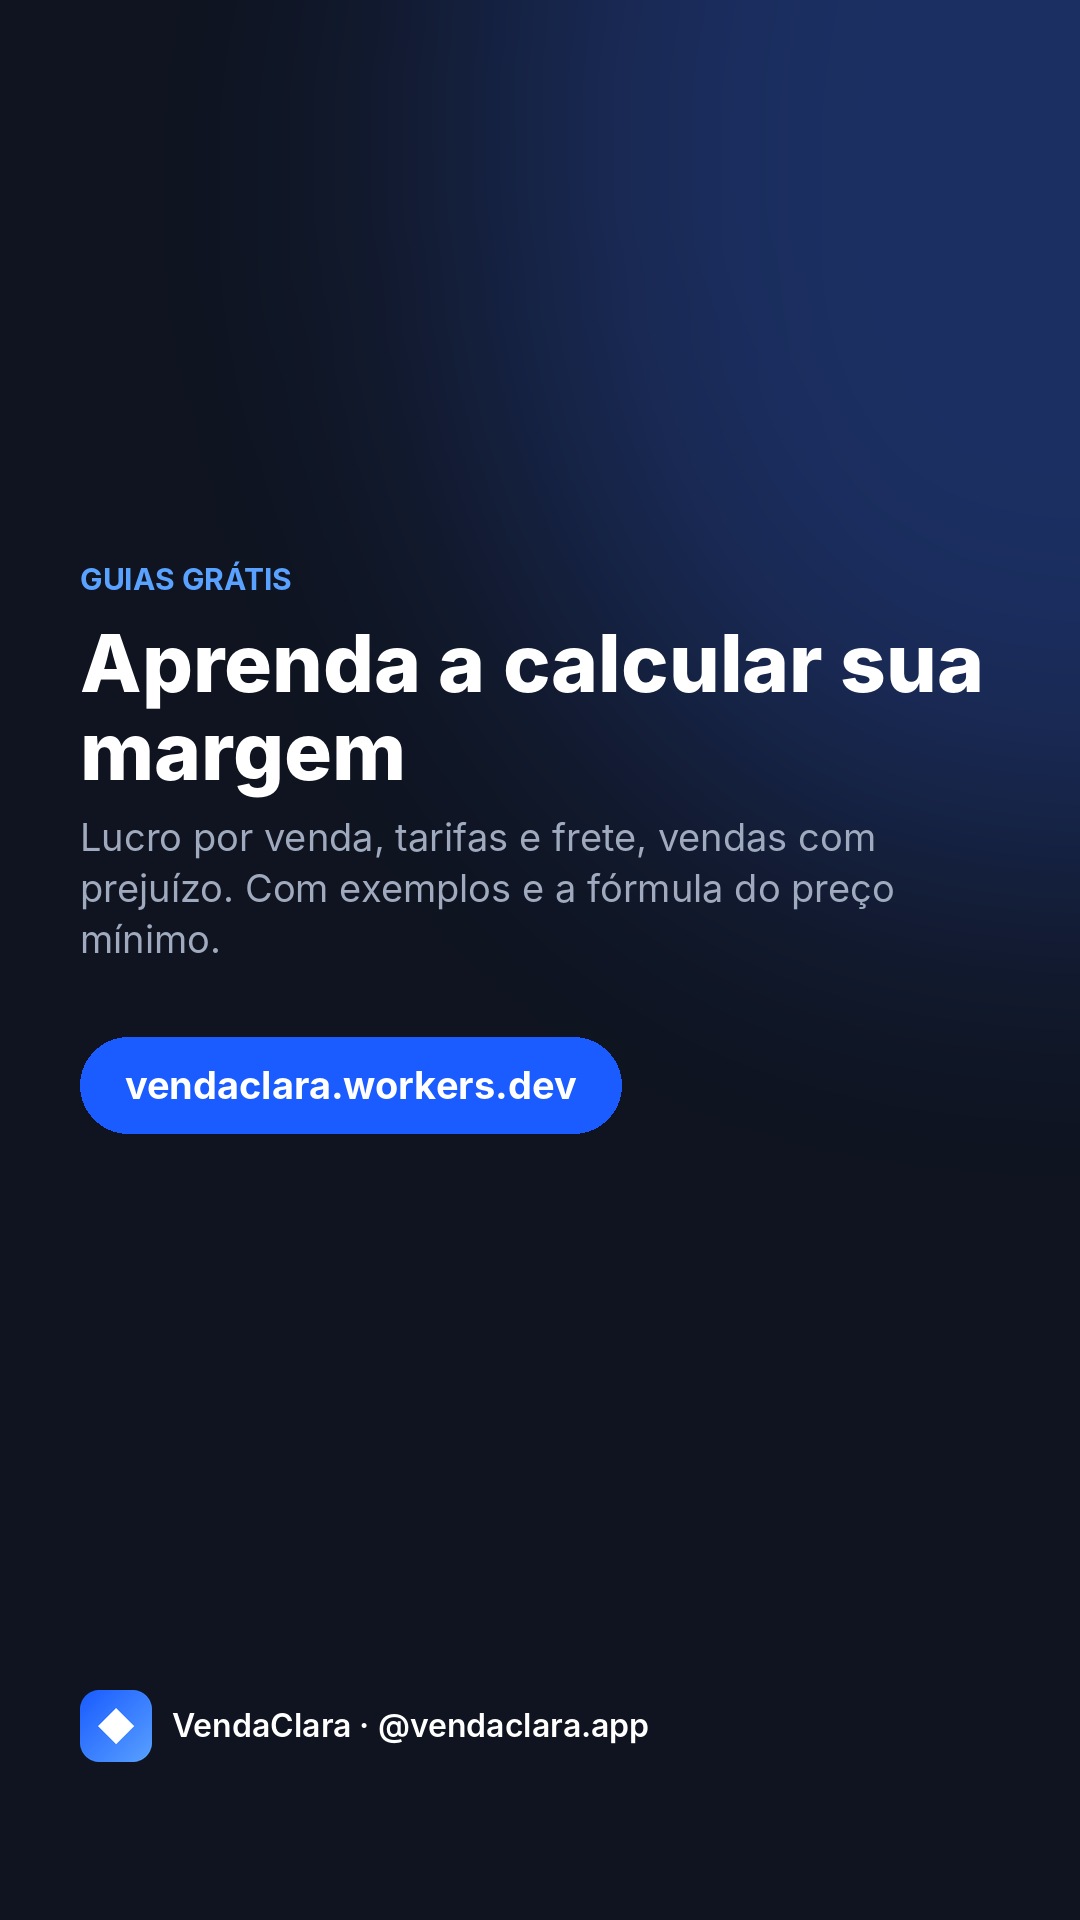 GUIAS GRÁTIS
Aprenda a calcular sua
margem
Lucro por venda, tarifas e frete, vendas com
prejuízo. Com exemplos e a fórmula do preço
mínimo.
vendaclara.workers.dev
VendaClara · @vendaclara.app